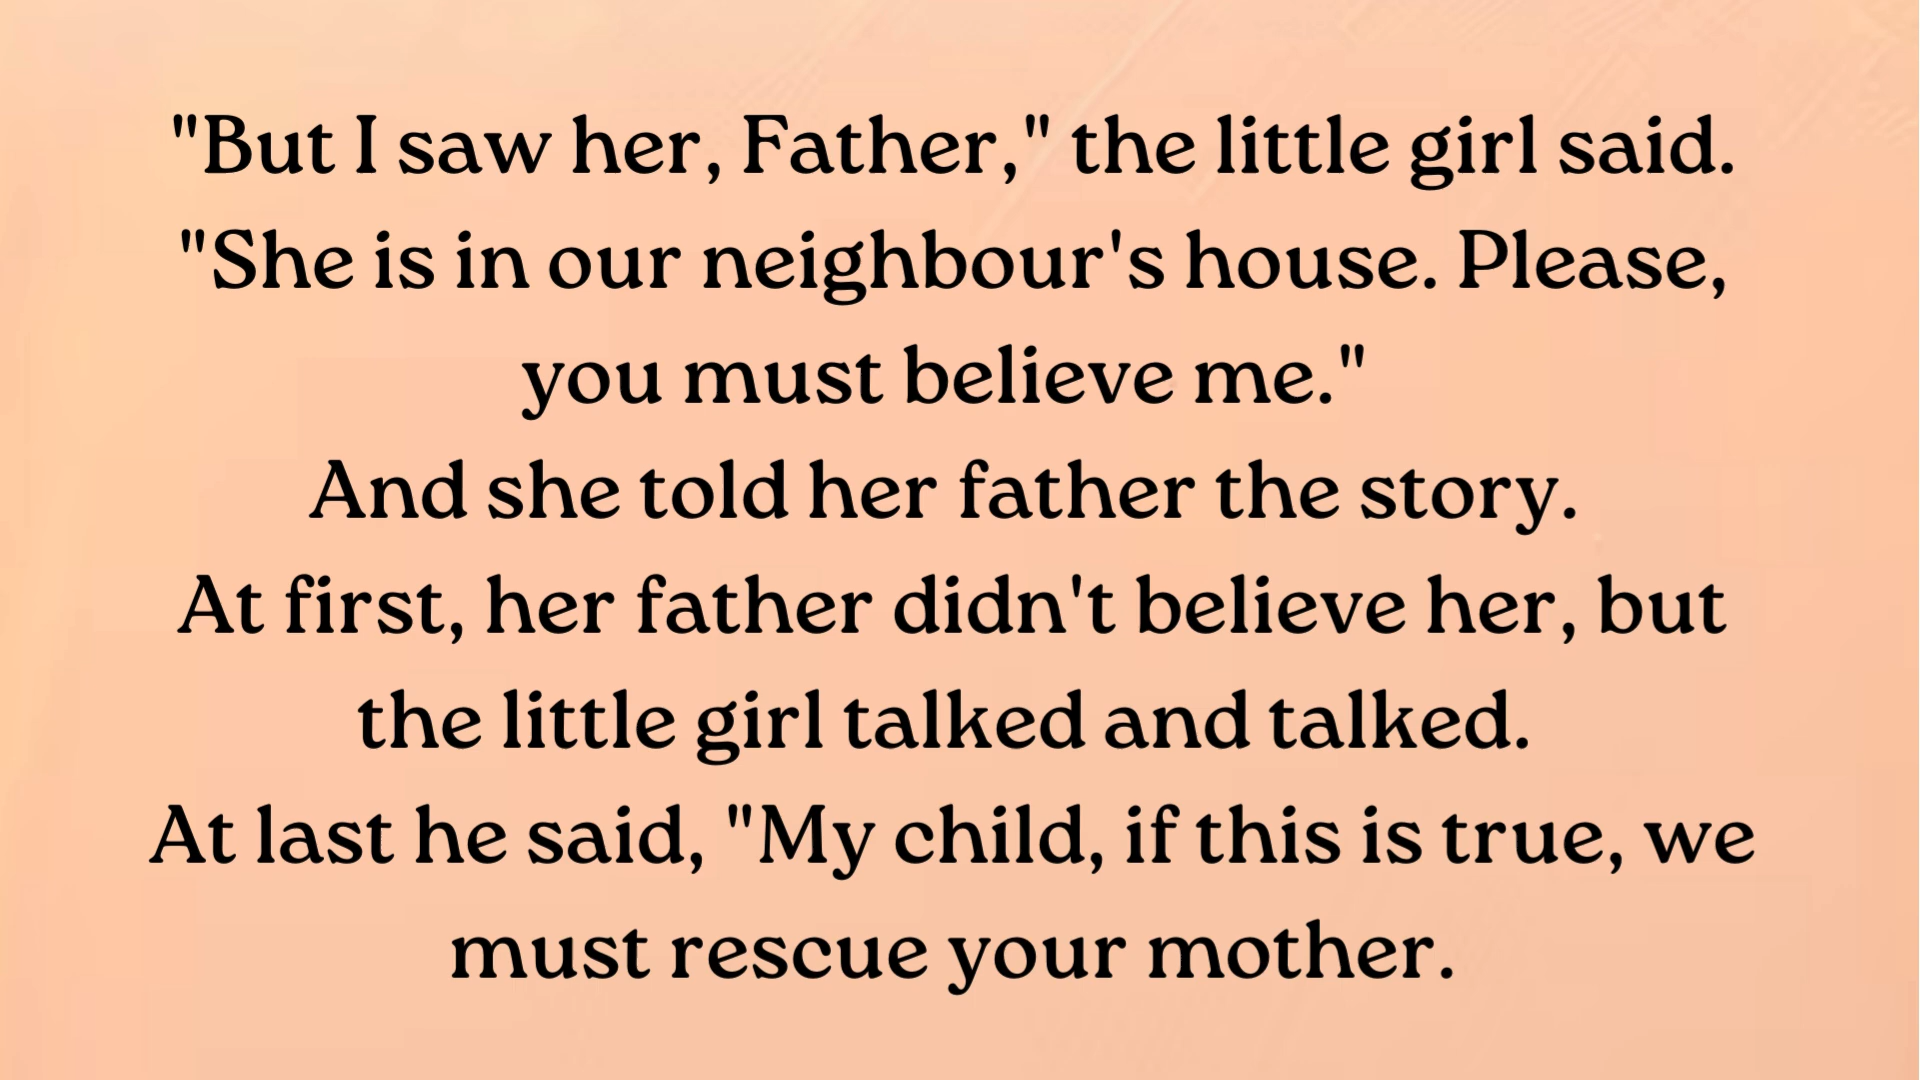 "But I saw her, Father," the little girl said.
"She is in our neighbour's house. Please,
you must believe me."
And she told her father the story.
At first, her father didn't believe her, but
the little girl talked and talked.
At last he said, "My child, if this is true, we
must rescue your mother.